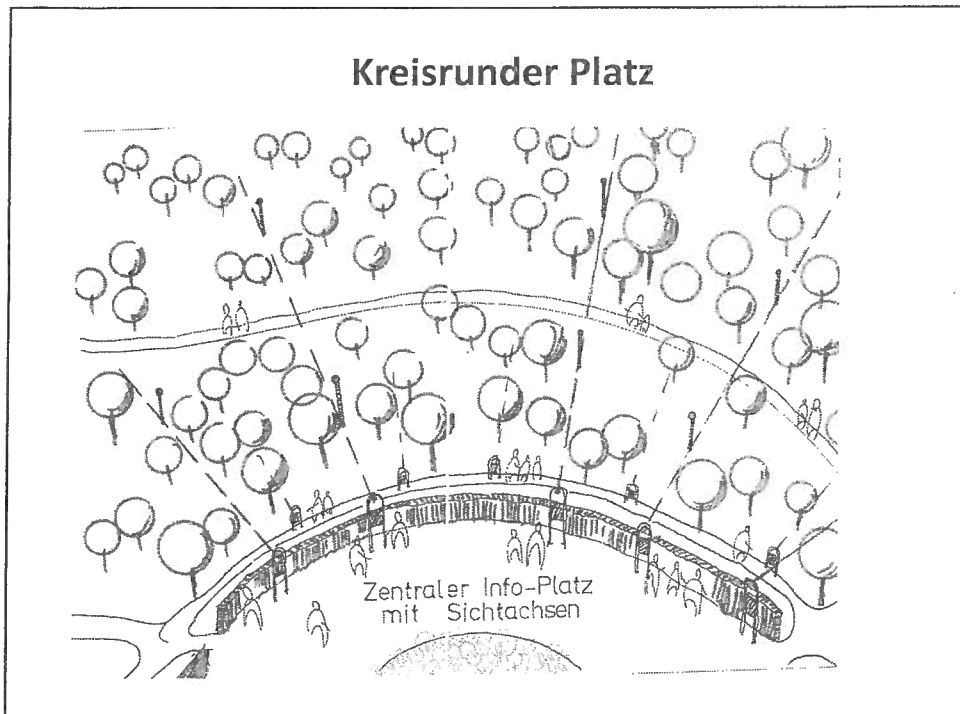 Kreisrunder Platz
Zentraler Info-Platz
mit Sichtachsen